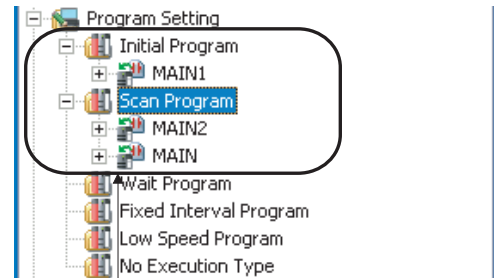 Program Setting
Initial Program
MAIN1
Scan Program
MAIN2
MAIN
Wait Program
Fixed Interval Program
Low Speed Program
No Execution Type